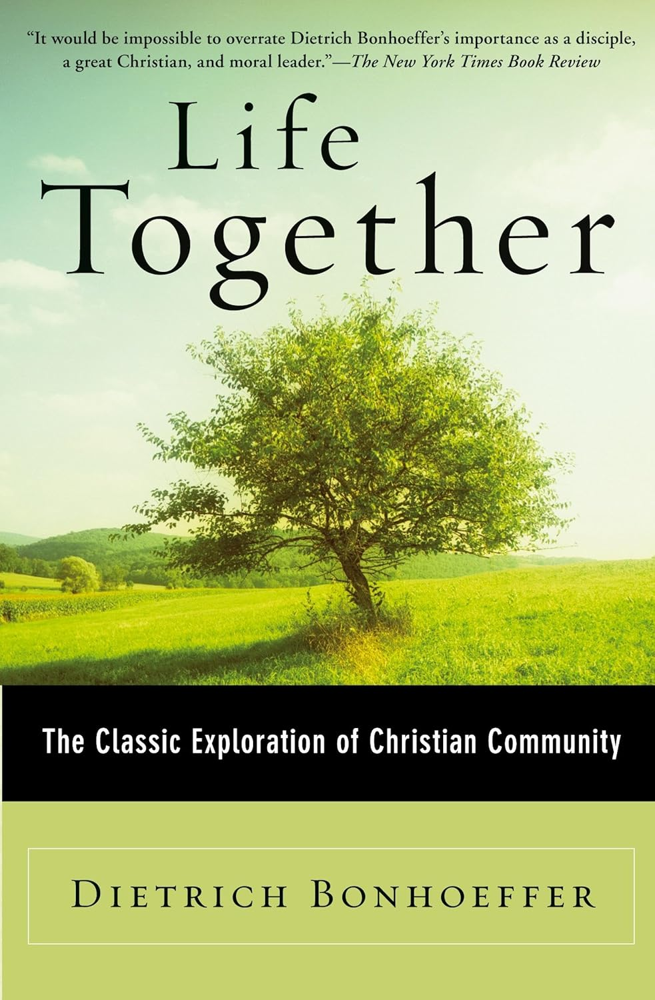 “It would be impossible to overrate Dietrich Bonhoeffer’s importance as a disciple,
a great Christian, and moral leader.”—The New York Times Book Review
Life
Together
The Classic Exploration of Christian Community
Dietrich Bonhoeffer